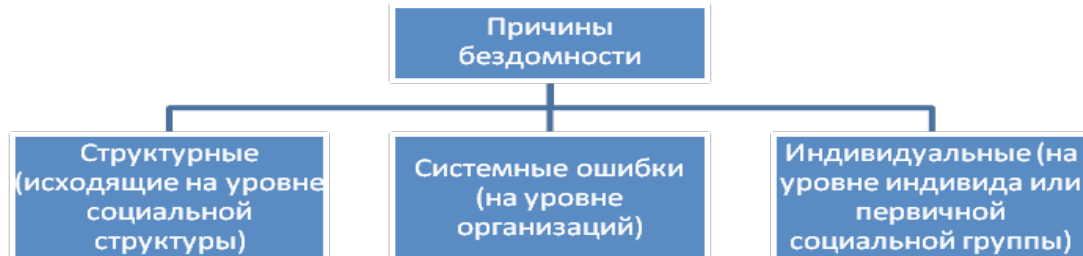 Причины
бездомности
Структурные
(исходящие на уровне
социальной
структуры)
Системные ошибки
(на уровне
организаций)
Индивидуальные (на
уровне индивида или
первичной
социальной группы)